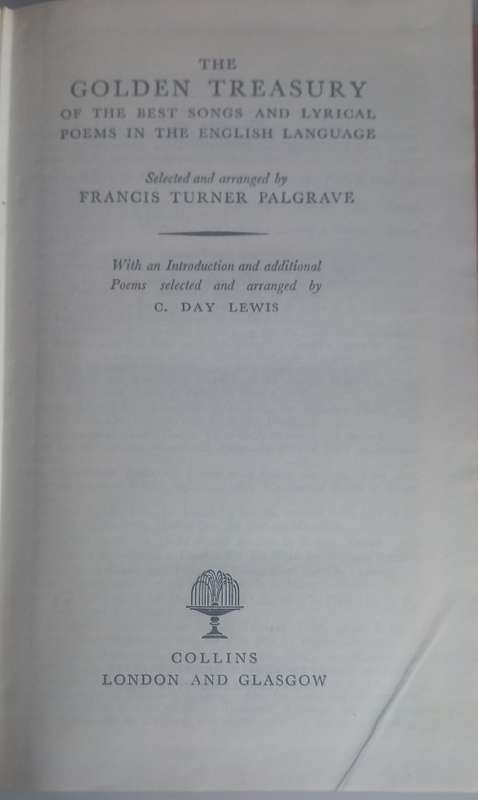 THE
GOLDEN TREASURY
OF THE BEST SONGS AND LYRICAL
POEMS IN THE ENGLISH LANGUAGE
Selected and arranged by
FRANCIS TURNER PALGRAVE
With an Introduction and additional
Poems selected and arranged by
C. DAY LEWIS
COLLINS
LONDON AND GLASGOW